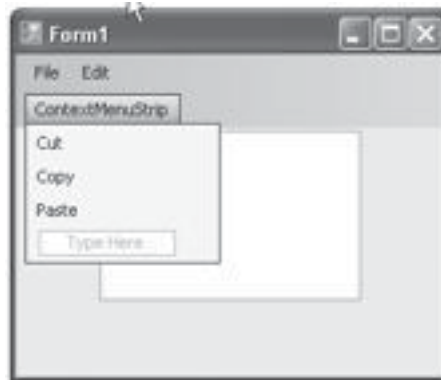 Form1
File Edit
ContextMenuStrip
Cut
Copy
Paste
Type Here